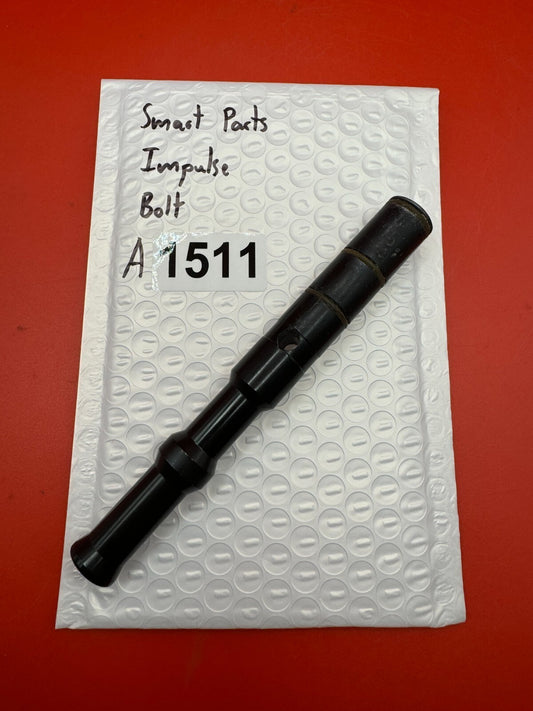 Smart Parts
Impulse
Bolt
A 1511